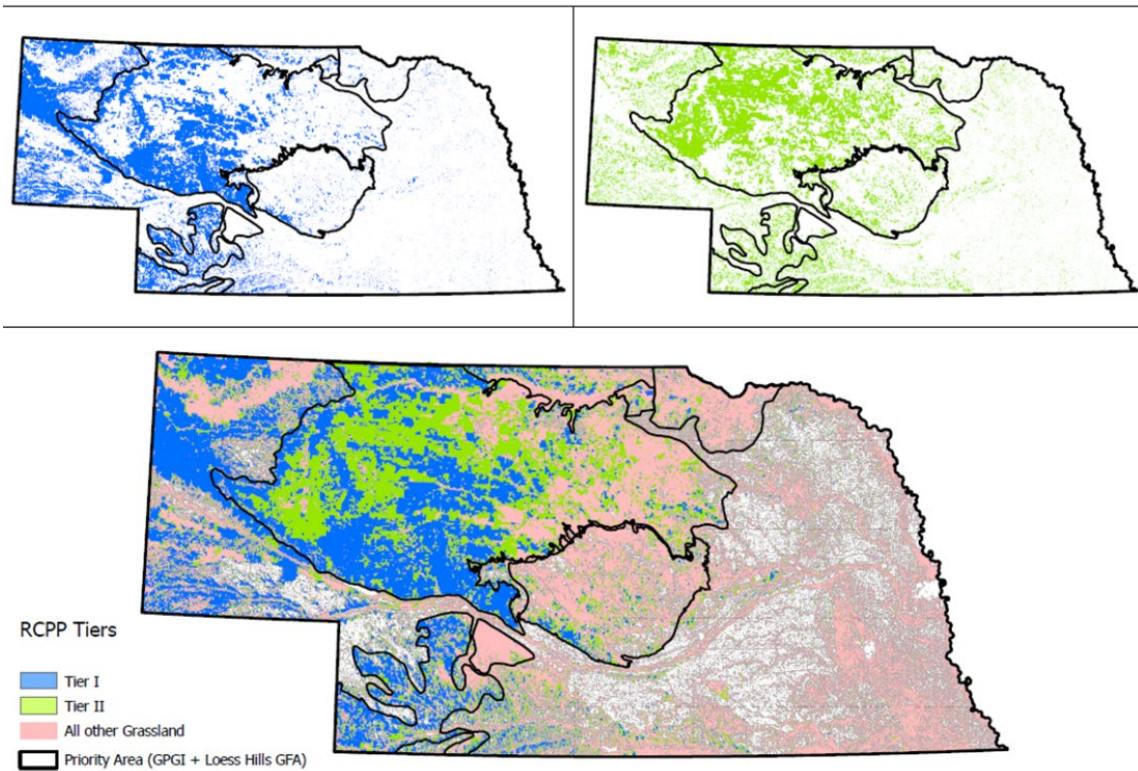 RCPP Tiers
Tier I
Tier II
All other Grassland
Priority Area (GPGI + Loess Hills GFA)